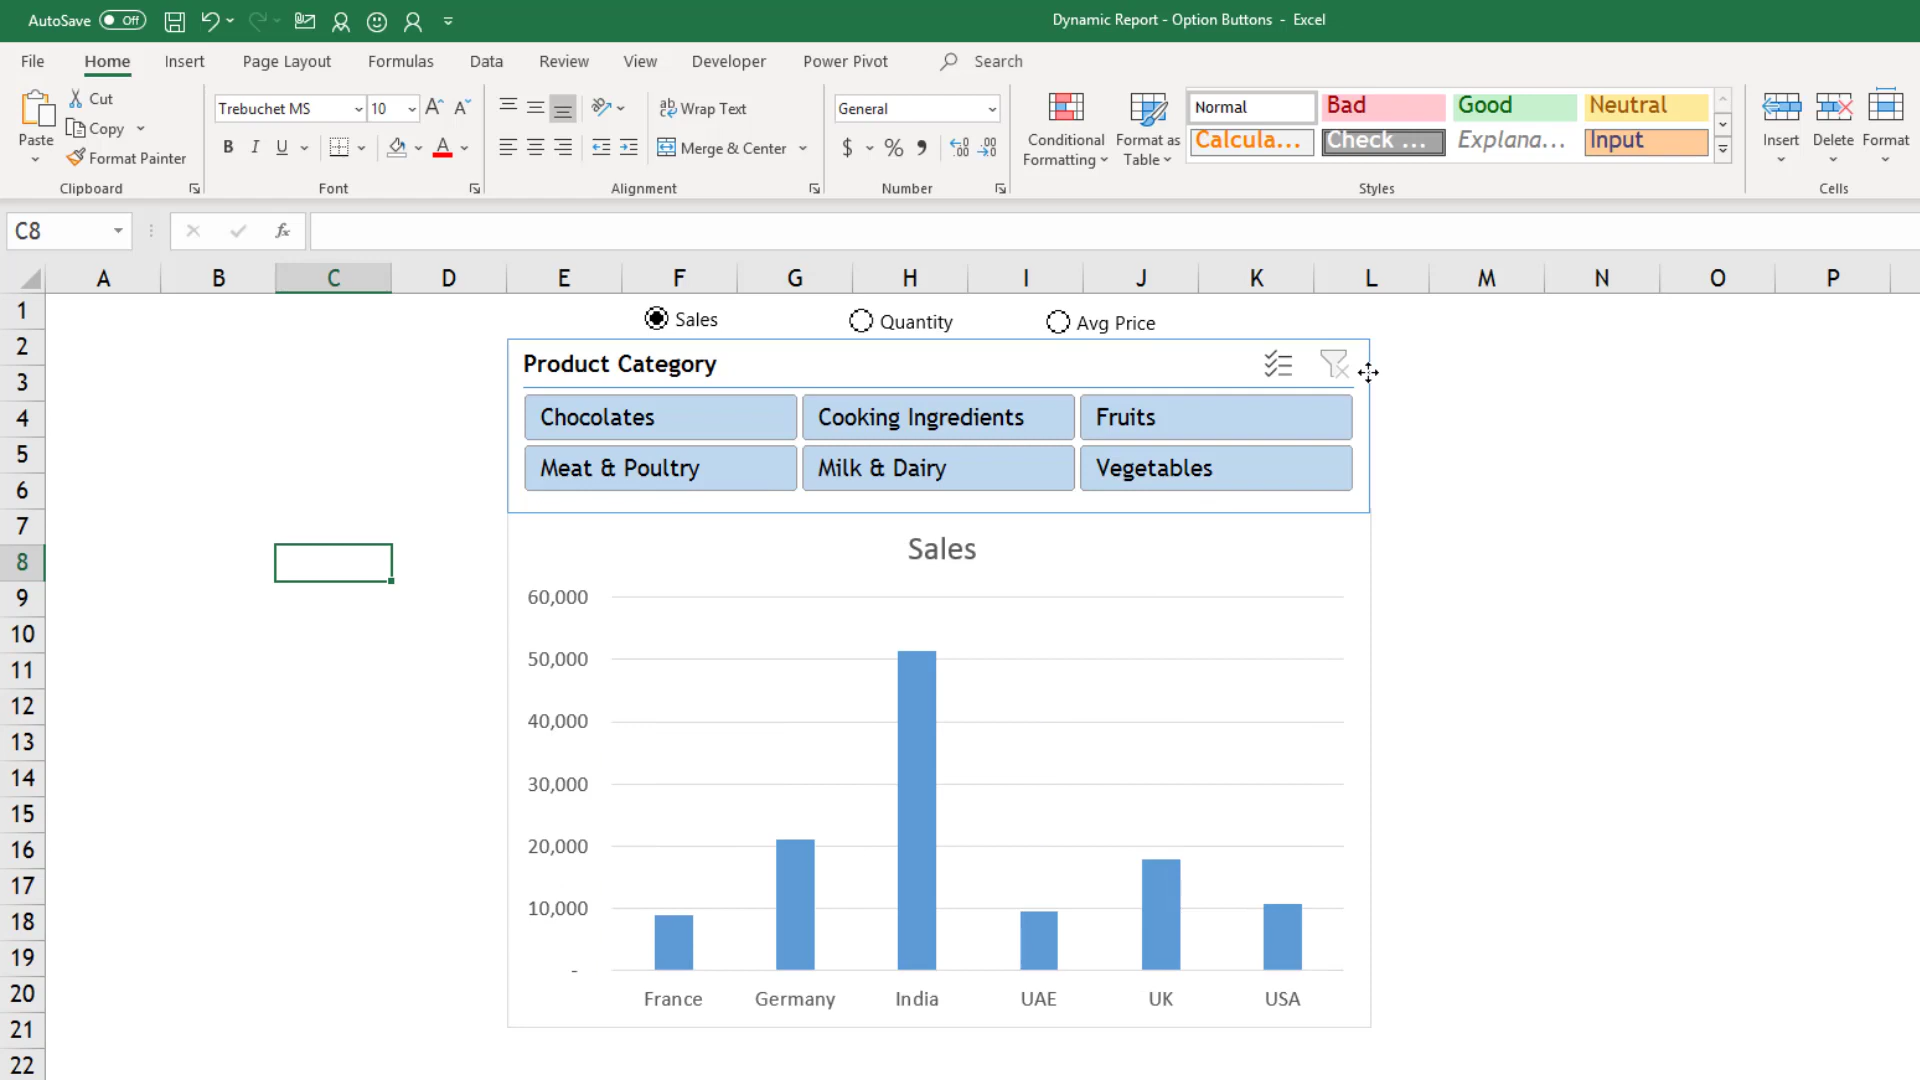 AutoSave Off Dynamic Report - Option Buttons - Excel
File Home Insert Page Layout Formulas Data Review View Developer Power Pivot Search
Paste
Cut
Copy
Format Painter
Clipboard
Trebuchet MS 10
B I U
Font
Wrap Text
Merge & Center
Alignment
General
$ % 9
Number
Conditional Formatting
Format as Table
Normal Bad Good Neutral
Calcula... Check ... Explana... Input
Styles
Insert Delete Format
Cells
C8 fx
A B C D E F G H I J K L M N O P
1
2
3
4
5
6
7
8
9
10
11
12
13
14
15
16
17
18
19
20
21
22
Sales Quantity Avg Price
Product Category
Chocolates Cooking Ingredients Fruits
Meat & Poultry Milk & Dairy Vegetables
Sales
60,000
50,000
40,000
30,000
20,000
10,000
-
France Germany India UAE UK USA